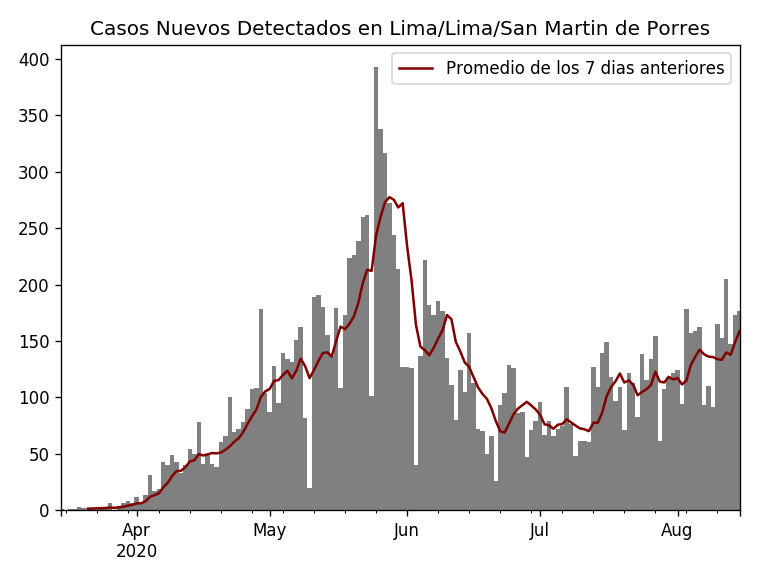 Casos Nuevos Detectados en Lima/Lima/San Martin de Porres
Promedio de los 7 dias anteriores
400
350
300
250
200
150
100
50
0
Apr
2020
May
Jun
Jul
Aug